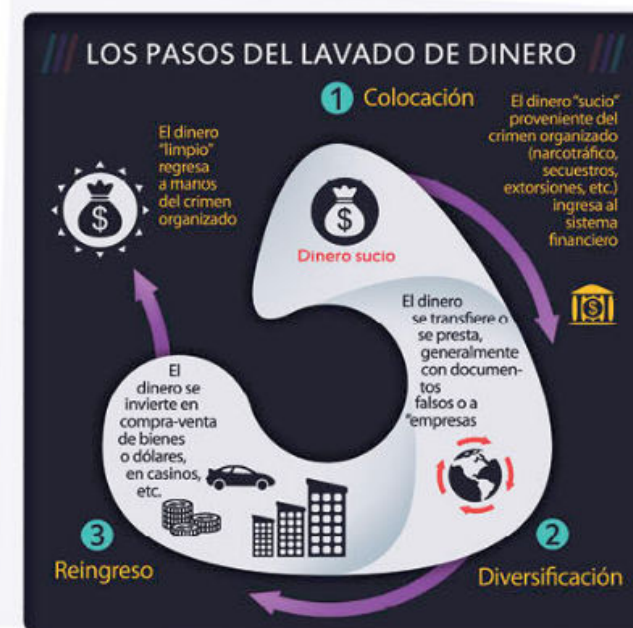 LOS PASOS DEL LAVADO DE DINERO
1 Colocación
El dinero "sucio"
proveniente del
crimen organizado
(narcotráfico,
secuestros,
extorsiones, etc.)
ingresa al
sistema
financiero
El dinero
"limpio"
regresa
a manos
del crimen
organizado
$
$
Dinero sucio
$
El dinero
se transfiere o
se presta,
generalmente
con documen-
tos
falsos o a
"empresas
El
dinero se
invierte en
compra-venta
de bienes
o dólares,
en casinos,
etc.
3
Reingreso
2
Diversificación